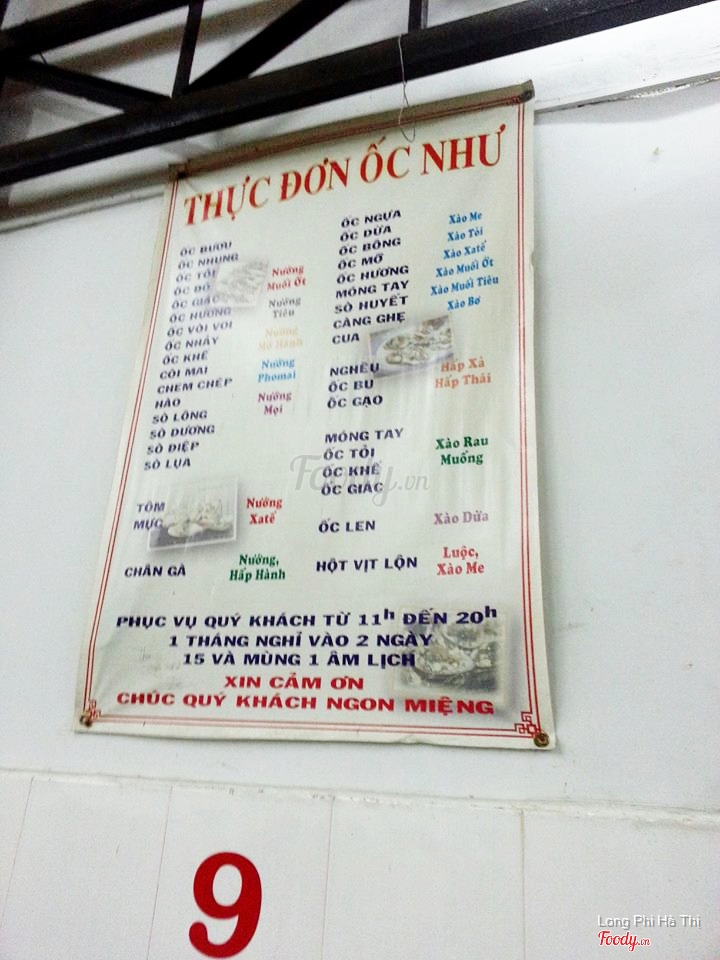 THỰC ĐƠN ỐC NHƯ
ỐC BƯƠU
ỐC NHUNG
ỐC TỎI
ỐC ĐỎ
ỐC GIÁC
ỐC HƯƠNG
ỐC VÒI VOI
ỐC NHẢY
ỐC KHẾ
CỒI MAI
CHEM CHÉP
HÀO
SÒ LÔNG
SÒ DƯƠNG
SÒ ĐIỆP
SÒ LỤA
Nướng
Muối Ớt
Nướng
Tiêu
Nướng
Mỡ Hành
Nướng
Phomai
Nướng
Mọi
TÔM
MỰC
Nướng
Xatế
CHÂN GÀ
Nướng,
Hấp Hành
ỐC NGỰA
ỐC DỪA
ỐC BÔNG
ỐC MỠ
ỐC HƯƠNG
MÓNG TAY
SÒ HUYẾT
CÀNG GHẸ
CUA
Xào Me
Xào Tỏi
Xào Xatế
Xào Muối Ớt
Xào Muối Tiêu
Xào Bơ
NGHÊU
ỐC BU
ỐC GẠO
Hấp Xả
Hấp Thái
MÓNG TAY
ỐC TỎI
ỐC KHẾ
ỐC GIÁC
Xào Rau
Muống
ỐC LEN
Xào Dừa
HỘT VỊT LỘN
Luộc,
Xào Me
PHỤC VỤ QUÝ KHÁCH TỪ 11h ĐẾN 20h
1 THÁNG NGHỈ VÀO 2 NGÀY
15 VÀ MÙNG 1 ÂM LỊCH
XIN CẢM ƠN
CHÚC QUÝ KHÁCH NGON MIỆNG
Foody.vn
9
Long Phi Hà Thị
Foody.vn